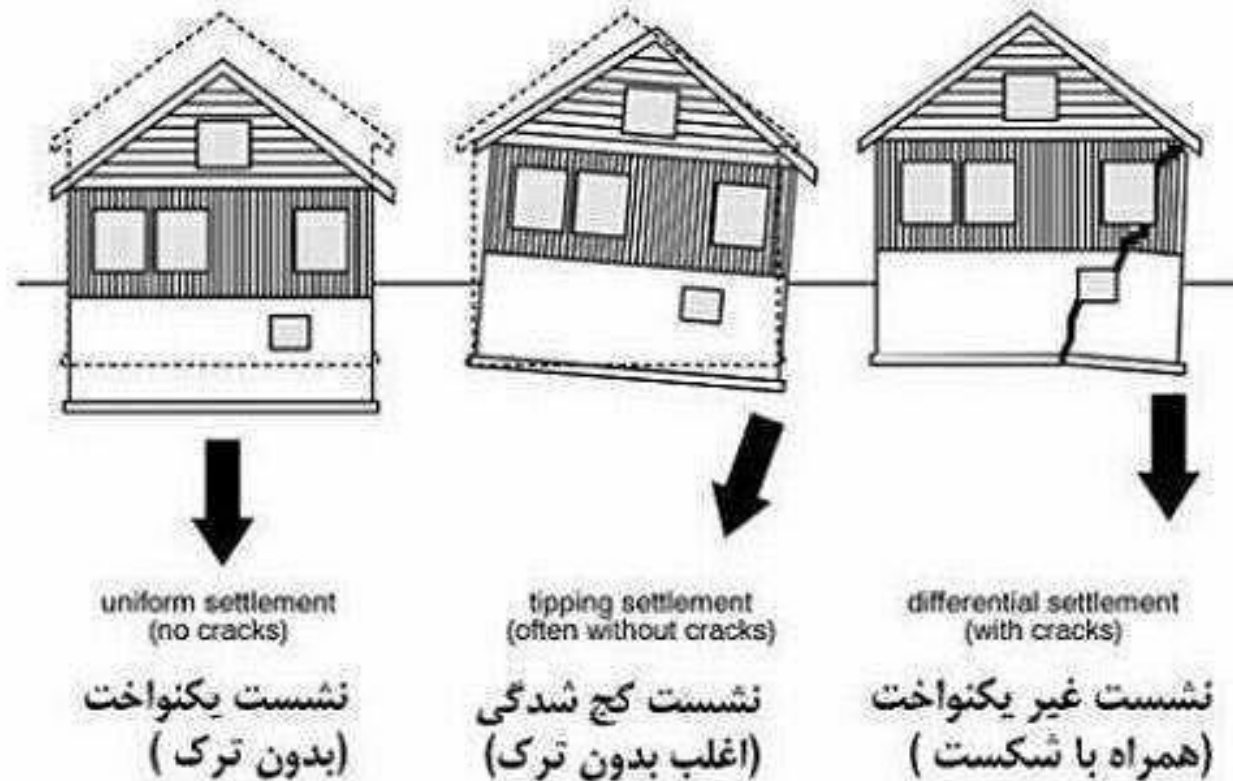 uniform settlement
(no cracks)
نشست یکنواخت
(بدون ترک )
tipping settlement
(often without cracks)
نشست کج شدگی
(اغلب بدون ترک)
differential settlement
(with cracks)
نشست غیر یکنواخت
(همراه با شکست )